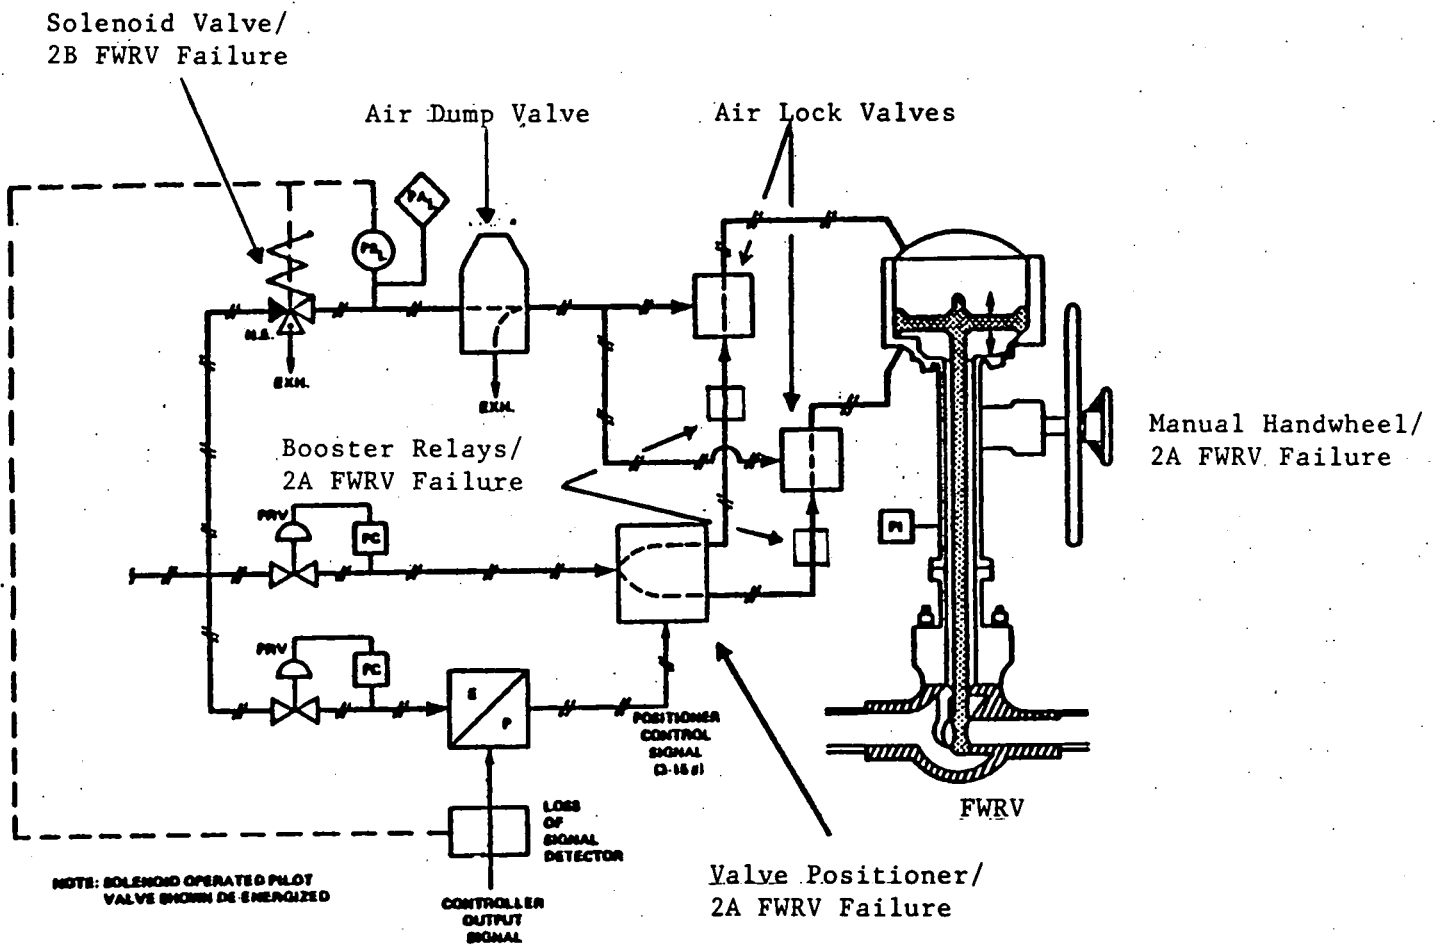 Solenoid Valve/
2B FWRV Failure
Air Dump Valve
Air Lock Valves
PA L
PS L
N.E.
EXH.
EXH.
Booster Relays/
2A FWRV Failure
Manual Handwheel/
2A FWRV Failure
PRV
PC
PI
PRV
PC
E
P
POSITIONER
CONTROL
SIGNAL
FWRV
LOSS
OF
SIGNAL
DETECTOR
NOTE: SOLENOID OPERATED PILOT
VALVE SHOWN DE-ENERGIZED
CONTROLLER
OUTPUT
SIGNAL
Valve Positioner/
2A FWRV Failure